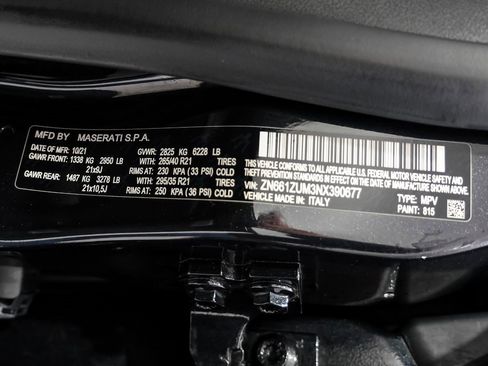 MFD BY MASERATI S.P.A.
DATE OF MFD: 10/21 GVWR: 2825 KG 6228 LB
GAWR FRONT: 1338 KG 2950 LB WITH: 265/40 R21 TIRES
21x9J RIMS AT: 230 KPA (33 PSI) COLD
GAWR REAR: 1487 KG 3278 LB WITH: 295/35 R21 TIRES
21x10,5J RIMS AT: 250 KPA (36 PSI) COLD
THIS VEHICLE CONFORMS TO ALL APPLICABLE FEDERAL MOTOR VEHICLE SAFETY AND
THEFT PREVENTION STANDARDS IN EFFECT ON THE DATE OF MANUFACTURE SHOWN ABOVE.
VIN: ZN661ZUM3NX390677 TYPE: MPV
VEHICLE MADE IN: ITALY PAINT: 815